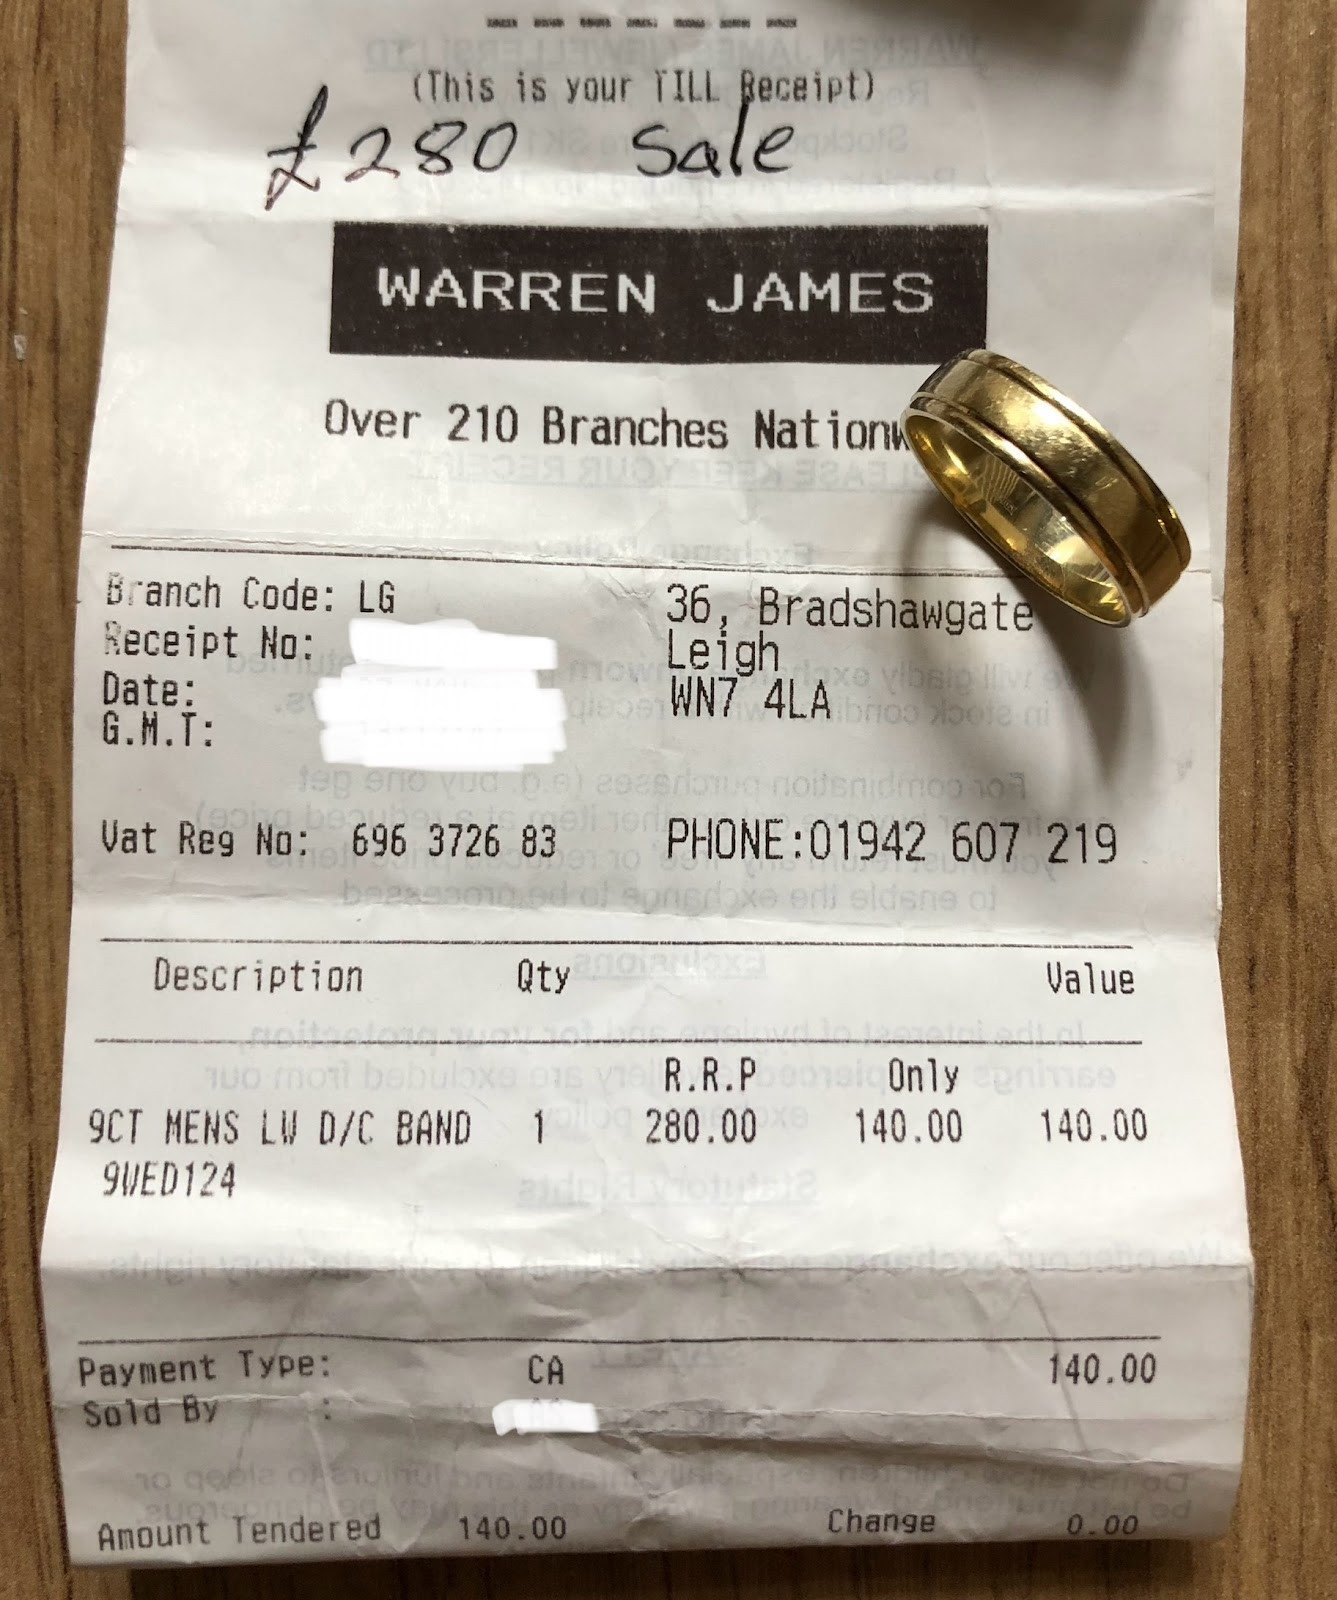 (This is your TILL Receipt)
£280 Sale
WARREN JAMES
Over 210 Branches Nationw
Branch Code: LG
36, Bradshawgate
Receipt No:
Leigh
Date:
WN7 4LA
G.M.T:
Vat Reg No: 696 3726 83 PHONE:01942 607 219
Description Qty Value
R.R.P Only
9CT MENS LW D/C BAND 1 280.00 140.00 140.00
9WED124
Payment Type: CA 140.00
Sold By :
Amount Tendered 140.00 Change 0.00